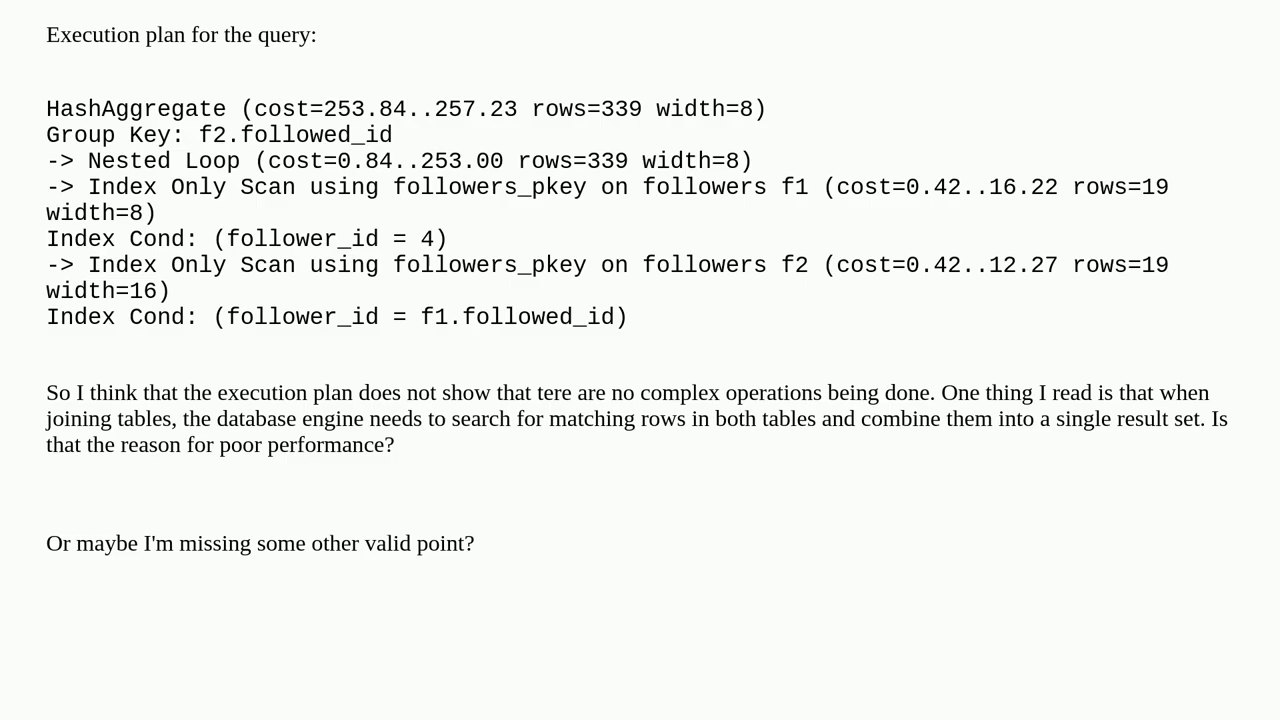 Execution plan for the query:
HashAggregate (cost=253.84..257.23 rows=339 width=8)
Group Key: f2.followed_id
-> Nested Loop (cost=0.84..253.00 rows=339 width=8)
-> Index Only Scan using followers_pkey on followers f1 (cost=0.42..16.22 rows=19
width=8)
Index Cond: (follower_id = 4)
-> Index Only Scan using followers_pkey on followers f2 (cost=0.42..12.27 rows=19
width=16)
Index Cond: (follower_id = f1.followed_id)
So I think that the execution plan does not show that tere are no complex operations being done. One thing I read is that when
joining tables, the database engine needs to search for matching rows in both tables and combine them into a single result set. Is
that the reason for poor performance?
Or maybe I'm missing some other valid point?